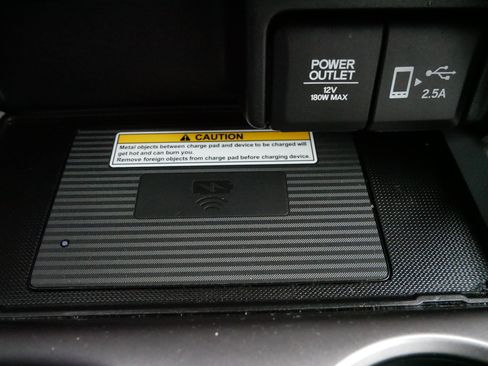 POWER
OUTLET
12V
180W MAX
2.5A
CAUTION
Metal objects between charge pad and device to be charged will
get hot and can burn you.
Remove foreign objects from charge pad before charging device.